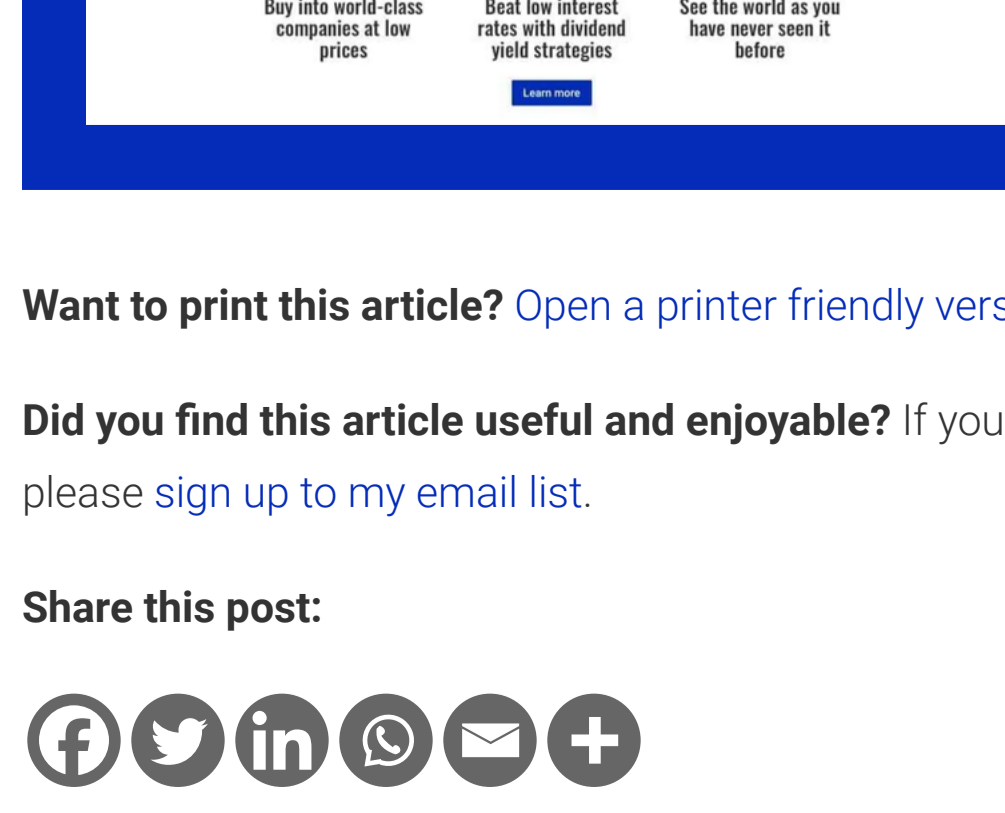 Buy into world-class
companies at low
prices
Beat low interest
rates with dividend
yield strategies
See the world as you
have never seen it
before
Learn more
Want to print this article? Open a printer friendly vers
Did you find this article useful and enjoyable? If you
please sign up to my email list.
Share this post: